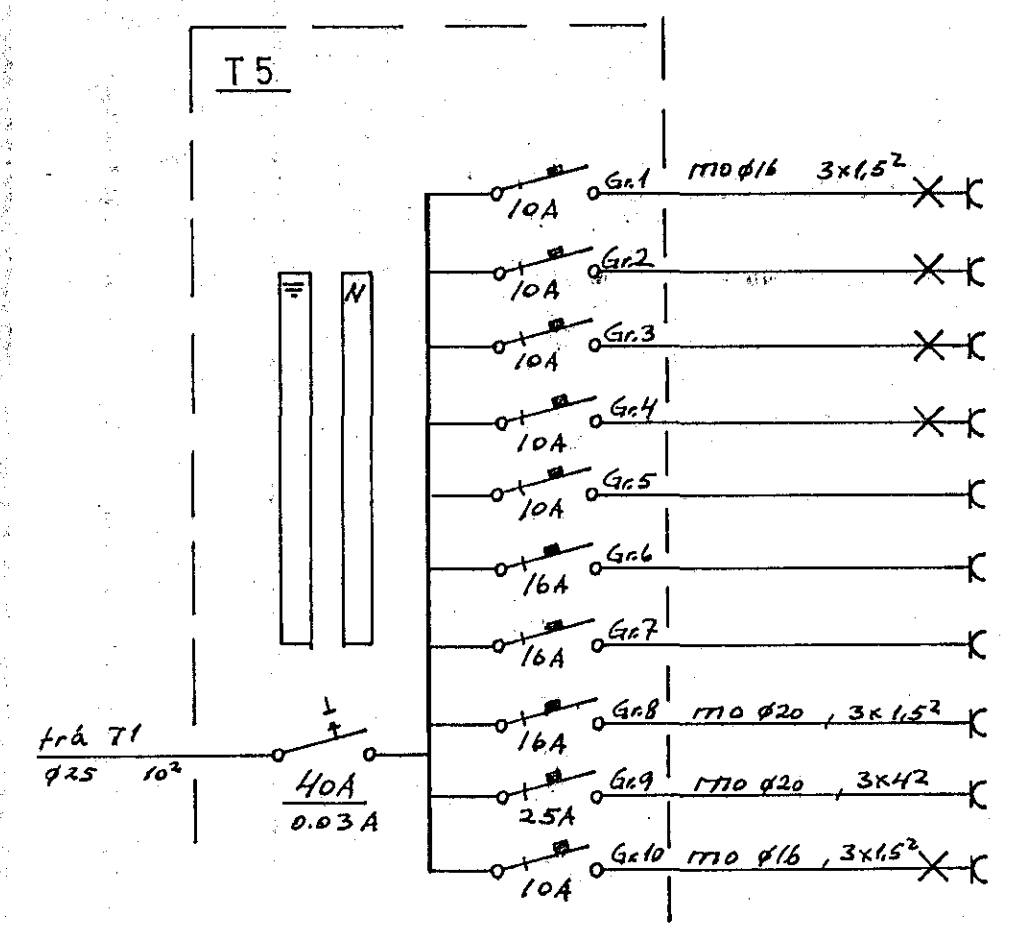 T5
Gr.1 mo ø16 3x1,5²
10A
Gr.2
10A
N
Gr.3
10A
Gr.4
10A
Gr.5
10A
Gr.6
16A
Gr.7
16A
Gr.8 mo ø20 , 3x1,5²
16A
frá T1
ø25 10²
40A
0.03A
Gr.9 mo ø20 , 3x4²
25A
Gr.10 mo ø16 , 3x1,5²
10A